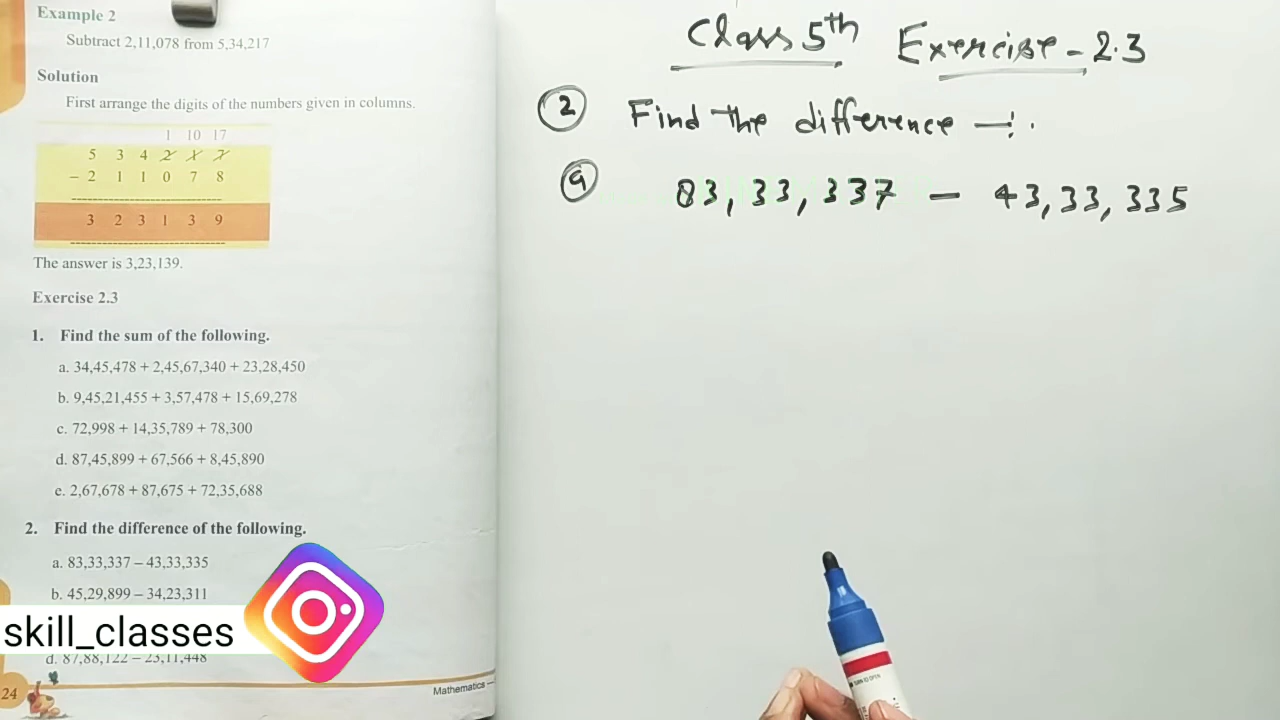 Example 2
Subtract 2,11,078 from 5,34,217
Solution
First arrange the digits of the numbers given in columns.
1 10 17
5 3 4 2 1 7
- 2 1 1 0 7 8
3 2 3 1 3 9
The answer is 3,23,139.
Exercise 2.3
1. Find the sum of the following.
a. 34,45,478 + 2,45,67,340 + 23,28,450
b. 9,45,21,455 + 3,57,478 + 15,69,278
c. 72,998 + 14,35,789 + 78,300
d. 87,45,899 + 67,566 + 8,45,890
e. 2,67,678 + 87,675 + 72,35,688
2. Find the difference of the following.
a. 83,33,337 – 43,33,335
b. 45,29,899 – 34,23,311
skill_classes
d. 87,88,122 – 23,11,448
24
Mathematics
Class 5th Exercise - 2.3
2 Find the difference —:.
a 83,33,337 — 43,33,335